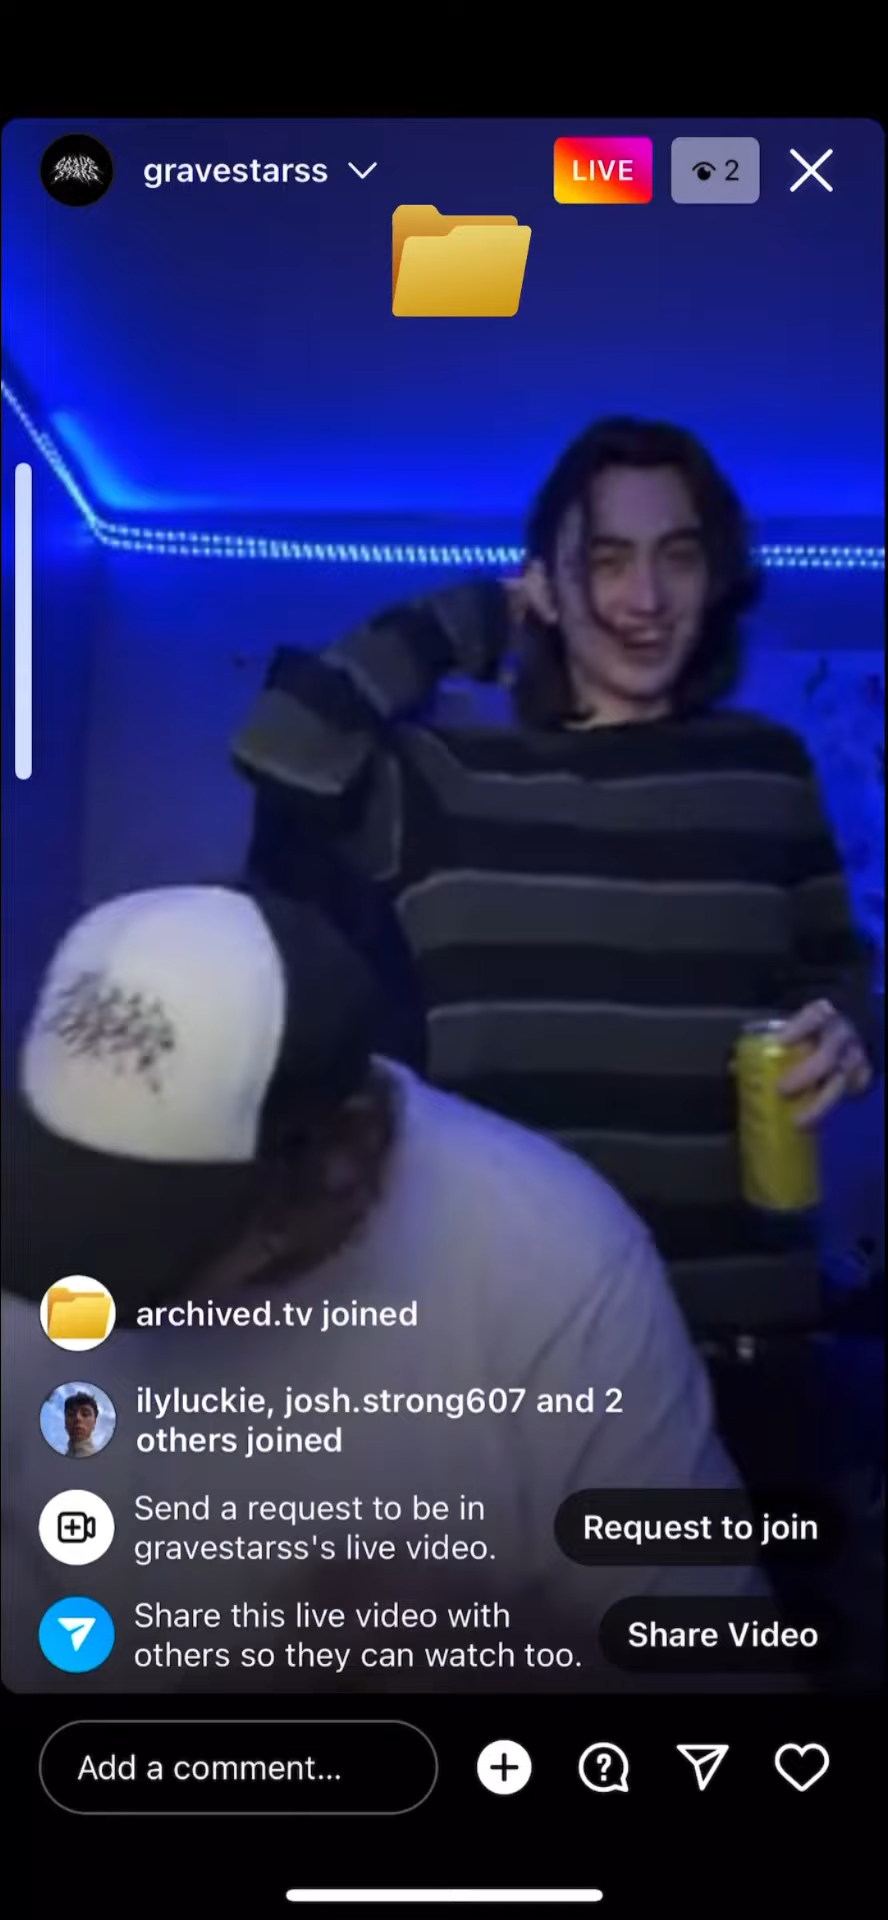 gravestarss
LIVE
2
archived.tv joined
ilyluckie, josh.strong607 and 2
others joined
Send a request to be in
gravestarss's live video.
Request to join
Share this live video with
others so they can watch too.
Share Video
Add a comment...